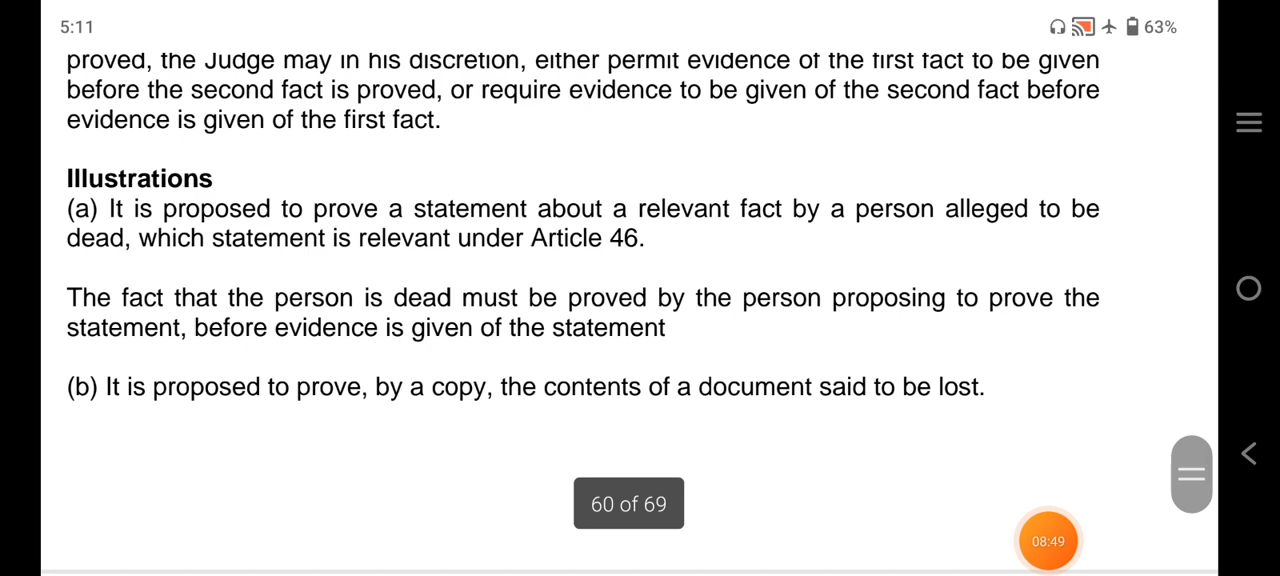 5:11
63%
proved, the Judge may in his discretion, either permit evidence of the first fact to be given
before the second fact is proved, or require evidence to be given of the second fact before
evidence is given of the first fact.
Illustrations
(a) It is proposed to prove a statement about a relevant fact by a person alleged to be
dead, which statement is relevant under Article 46.
The fact that the person is dead must be proved by the person proposing to prove the
statement, before evidence is given of the statement
(b) It is proposed to prove, by a copy, the contents of a document said to be lost.
60 of 69
08:49